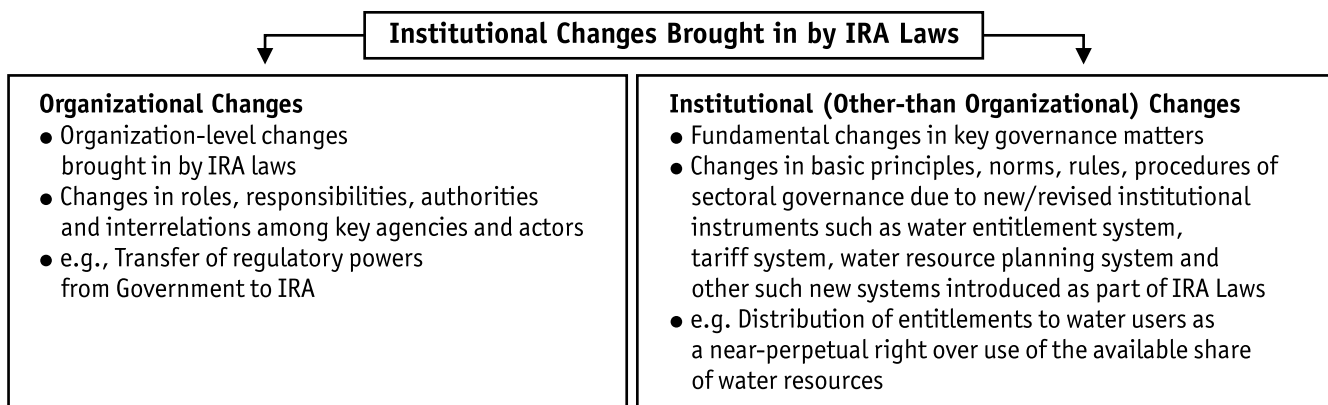 Institutional Changes Brought in by IRA Laws
Organizational Changes
● Organization-level changes
brought in by IRA laws
● Changes in roles, responsibilities, authorities
and interrelations among key agencies and actors
● e.g., Transfer of regulatory powers
from Government to IRA
Institutional (Other-than Organizational) Changes
● Fundamental changes in key governance matters
● Changes in basic principles, norms, rules, procedures of
sectoral governance due to new/revised institutional
instruments such as water entitlement system,
tariff system, water resource planning system and
other such new systems introduced as part of IRA Laws
● e.g. Distribution of entitlements to water users as
a near-perpetual right over use of the available share
of water resources